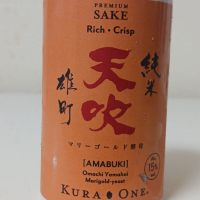 PREMIUM
SAKE
Rich・Crisp
純米
天吹
雄町
マリーゴールド酵母
[AMABUKI]
Omachi Yamahai
Marigold-yeast
15%
KURA ONE.